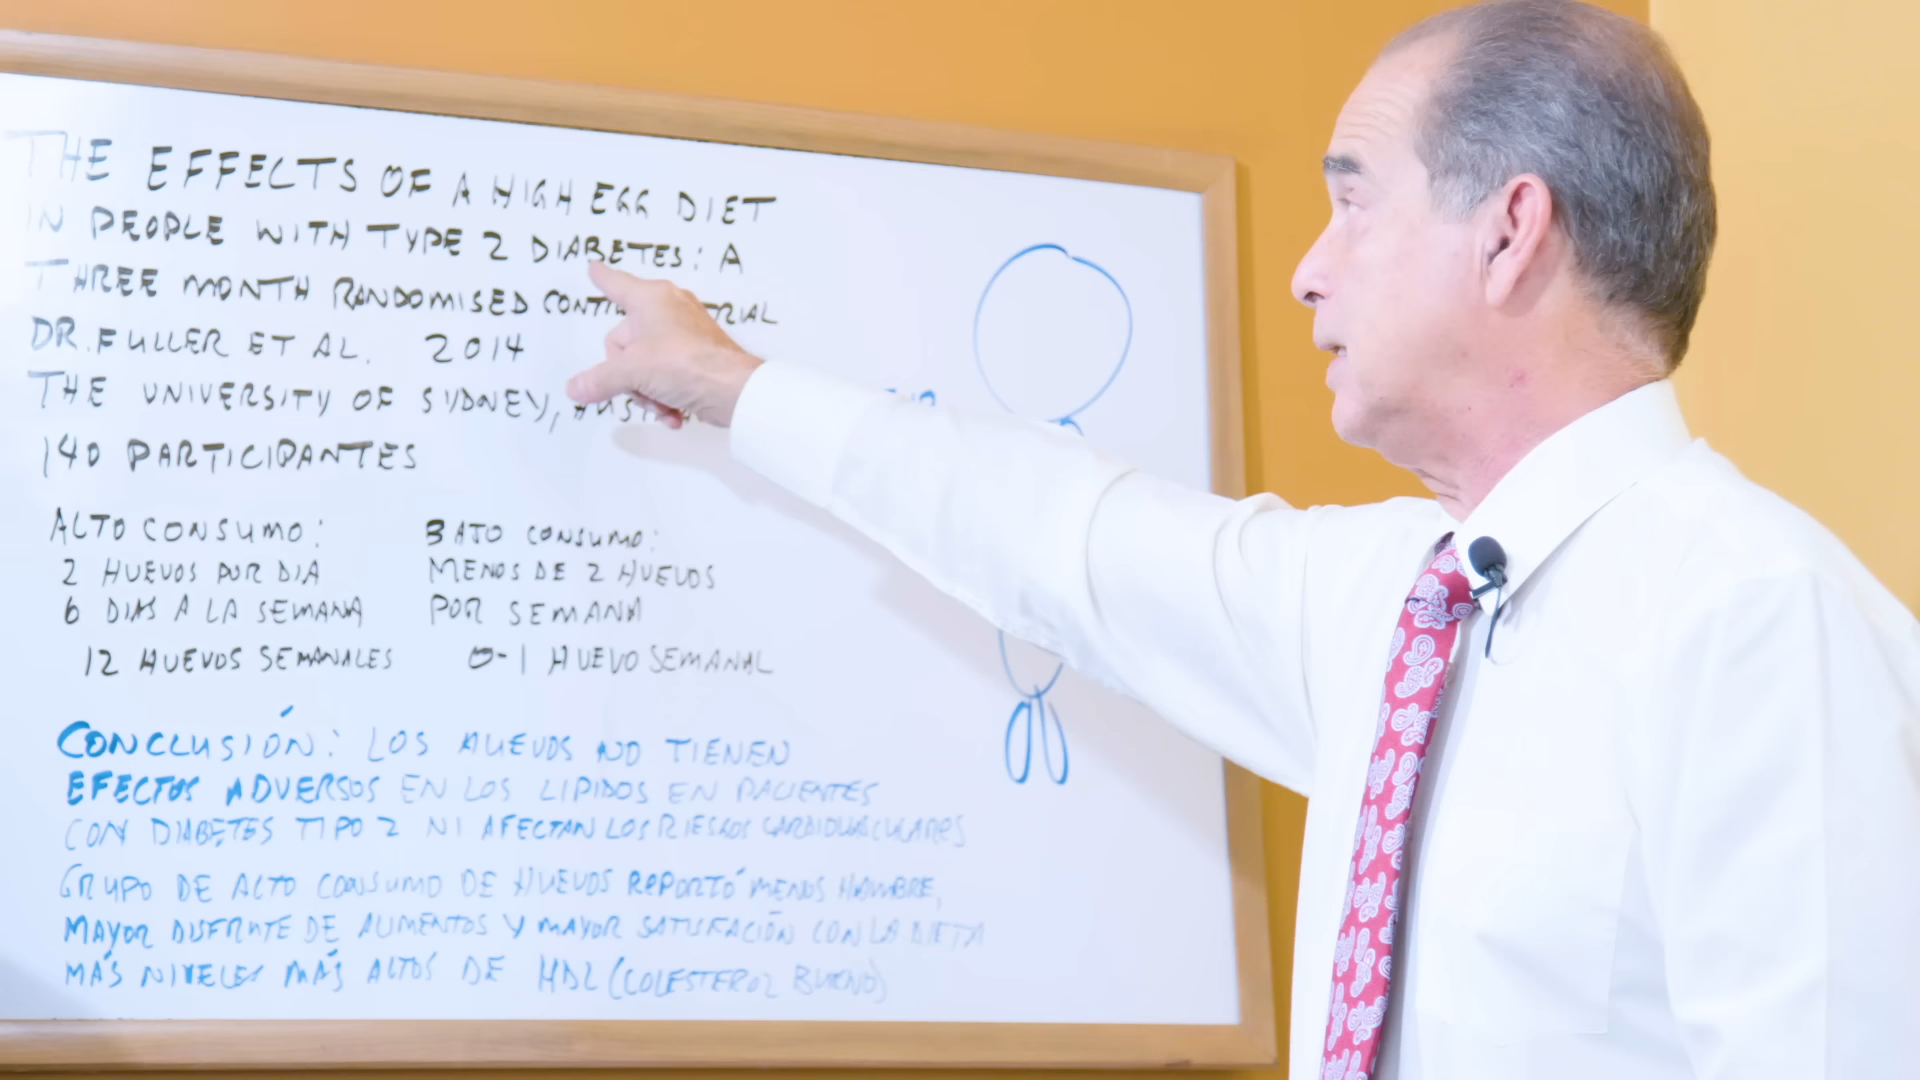 THE EFFECTS OF A HIGH EGG DIET
IN PEOPLE WITH TYPE 2 DIABETES: A
THREE MONTH RANDOMISED TRIAL
DR. FULLER ET AL. 2014
THE UNIVERSITY OF SYDNEY,
140 PARTICIPANTES
ALTO CONSUMO:
2 HUEVOS POR DIA
6 DIAS A LA SEMANA
12 HUEVOS SEMANALES
BAJO CONSUMO:
MENOS DE 2 HUEVOS
POR SEMANA
0-1 HUEVO SEMANAL
CONCLUSIÓN: LOS HUEVOS NO TIENEN
EFECTOS ADVERSOS EN LOS LIPIDOS EN PACIENTES
CON DIABETES TIPO 2 NI AFECTAN LOS RIESGOS CARDIOVASCULARES
GRUPO DE ALTO CONSUMO DE HUEVOS REPORTÓ MENOS HAMBRE,
MAYOR DISFRUTE DE ALIMENTOS Y MAYOR SATISFACIÓN CON LA DIETA
MÁS NIVELES MÁS ALTOS DE HDL (COLESTEROL BUENO)